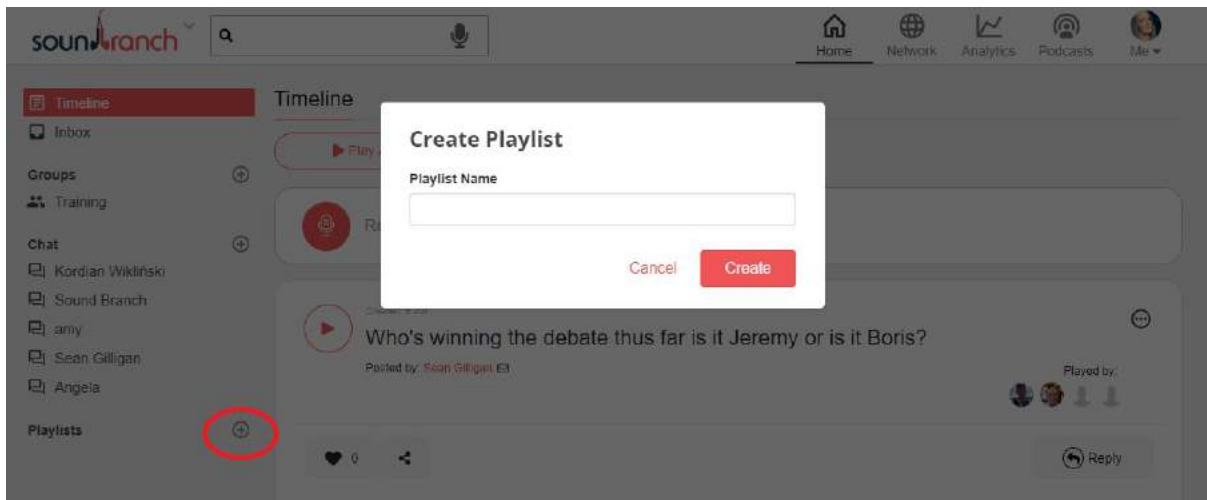 soundbranch
Home Network Analytics Podcasts Me
Timeline
Inbox
Groups
Training
Chat
Kordian Wikliński
Sound Branch
amy
Sean Gilligan
Angela
Playlists
Timeline
Play
Create Playlist
Playlist Name
Cancel Create
Who's winning the debate thus far is it Jeremy or is it Boris?
Posted by: Sean Gilligan
Played by:
0
Reply